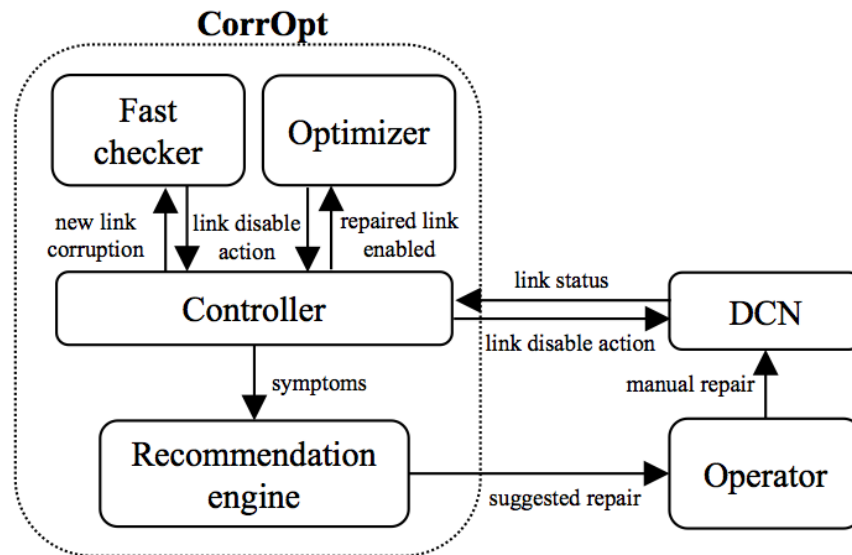 CorrOpt
Fast
checker
Optimizer
new link
corruption
link disable
action
repaired link
enabled
Controller
link status
link disable action
DCN
symptoms
manual repair
Recommendation
engine
suggested repair
Operator